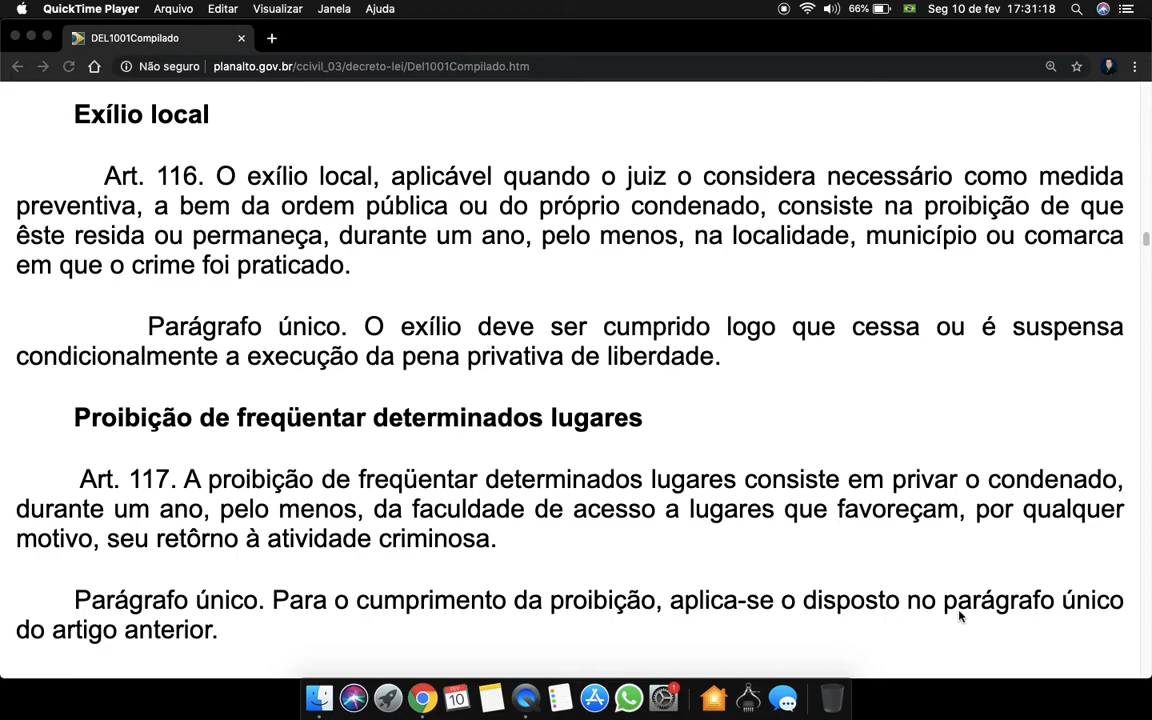 QuickTime Player Arquivo Editar Visualizar Janela Ajuda 66% Seg 10 de fev 17:31:18
DEL1001Compilado
Não seguro planalto.gov.br/ccivil_03/decreto-lei/Del1001Compilado.htm
Exílio local
Art. 116. O exílio local, aplicável quando o juiz o considera necessário como medida
preventiva, a bem da ordem pública ou do próprio condenado, consiste na proibição de que
êste resida ou permaneça, durante um ano, pelo menos, na localidade, município ou comarca
em que o crime foi praticado.
Parágrafo único. O exílio deve ser cumprido logo que cessa ou é suspensa
condicionalmente a execução da pena privativa de liberdade.
Proibição de freqüentar determinados lugares
Art. 117. A proibição de freqüentar determinados lugares consiste em privar o condenado,
durante um ano, pelo menos, da faculdade de acesso a lugares que favoreçam, por qualquer
motivo, seu retôrno à atividade criminosa.
Parágrafo único. Para o cumprimento da proibição, aplica-se o disposto no parágrafo único
do artigo anterior.
FEV
10
1